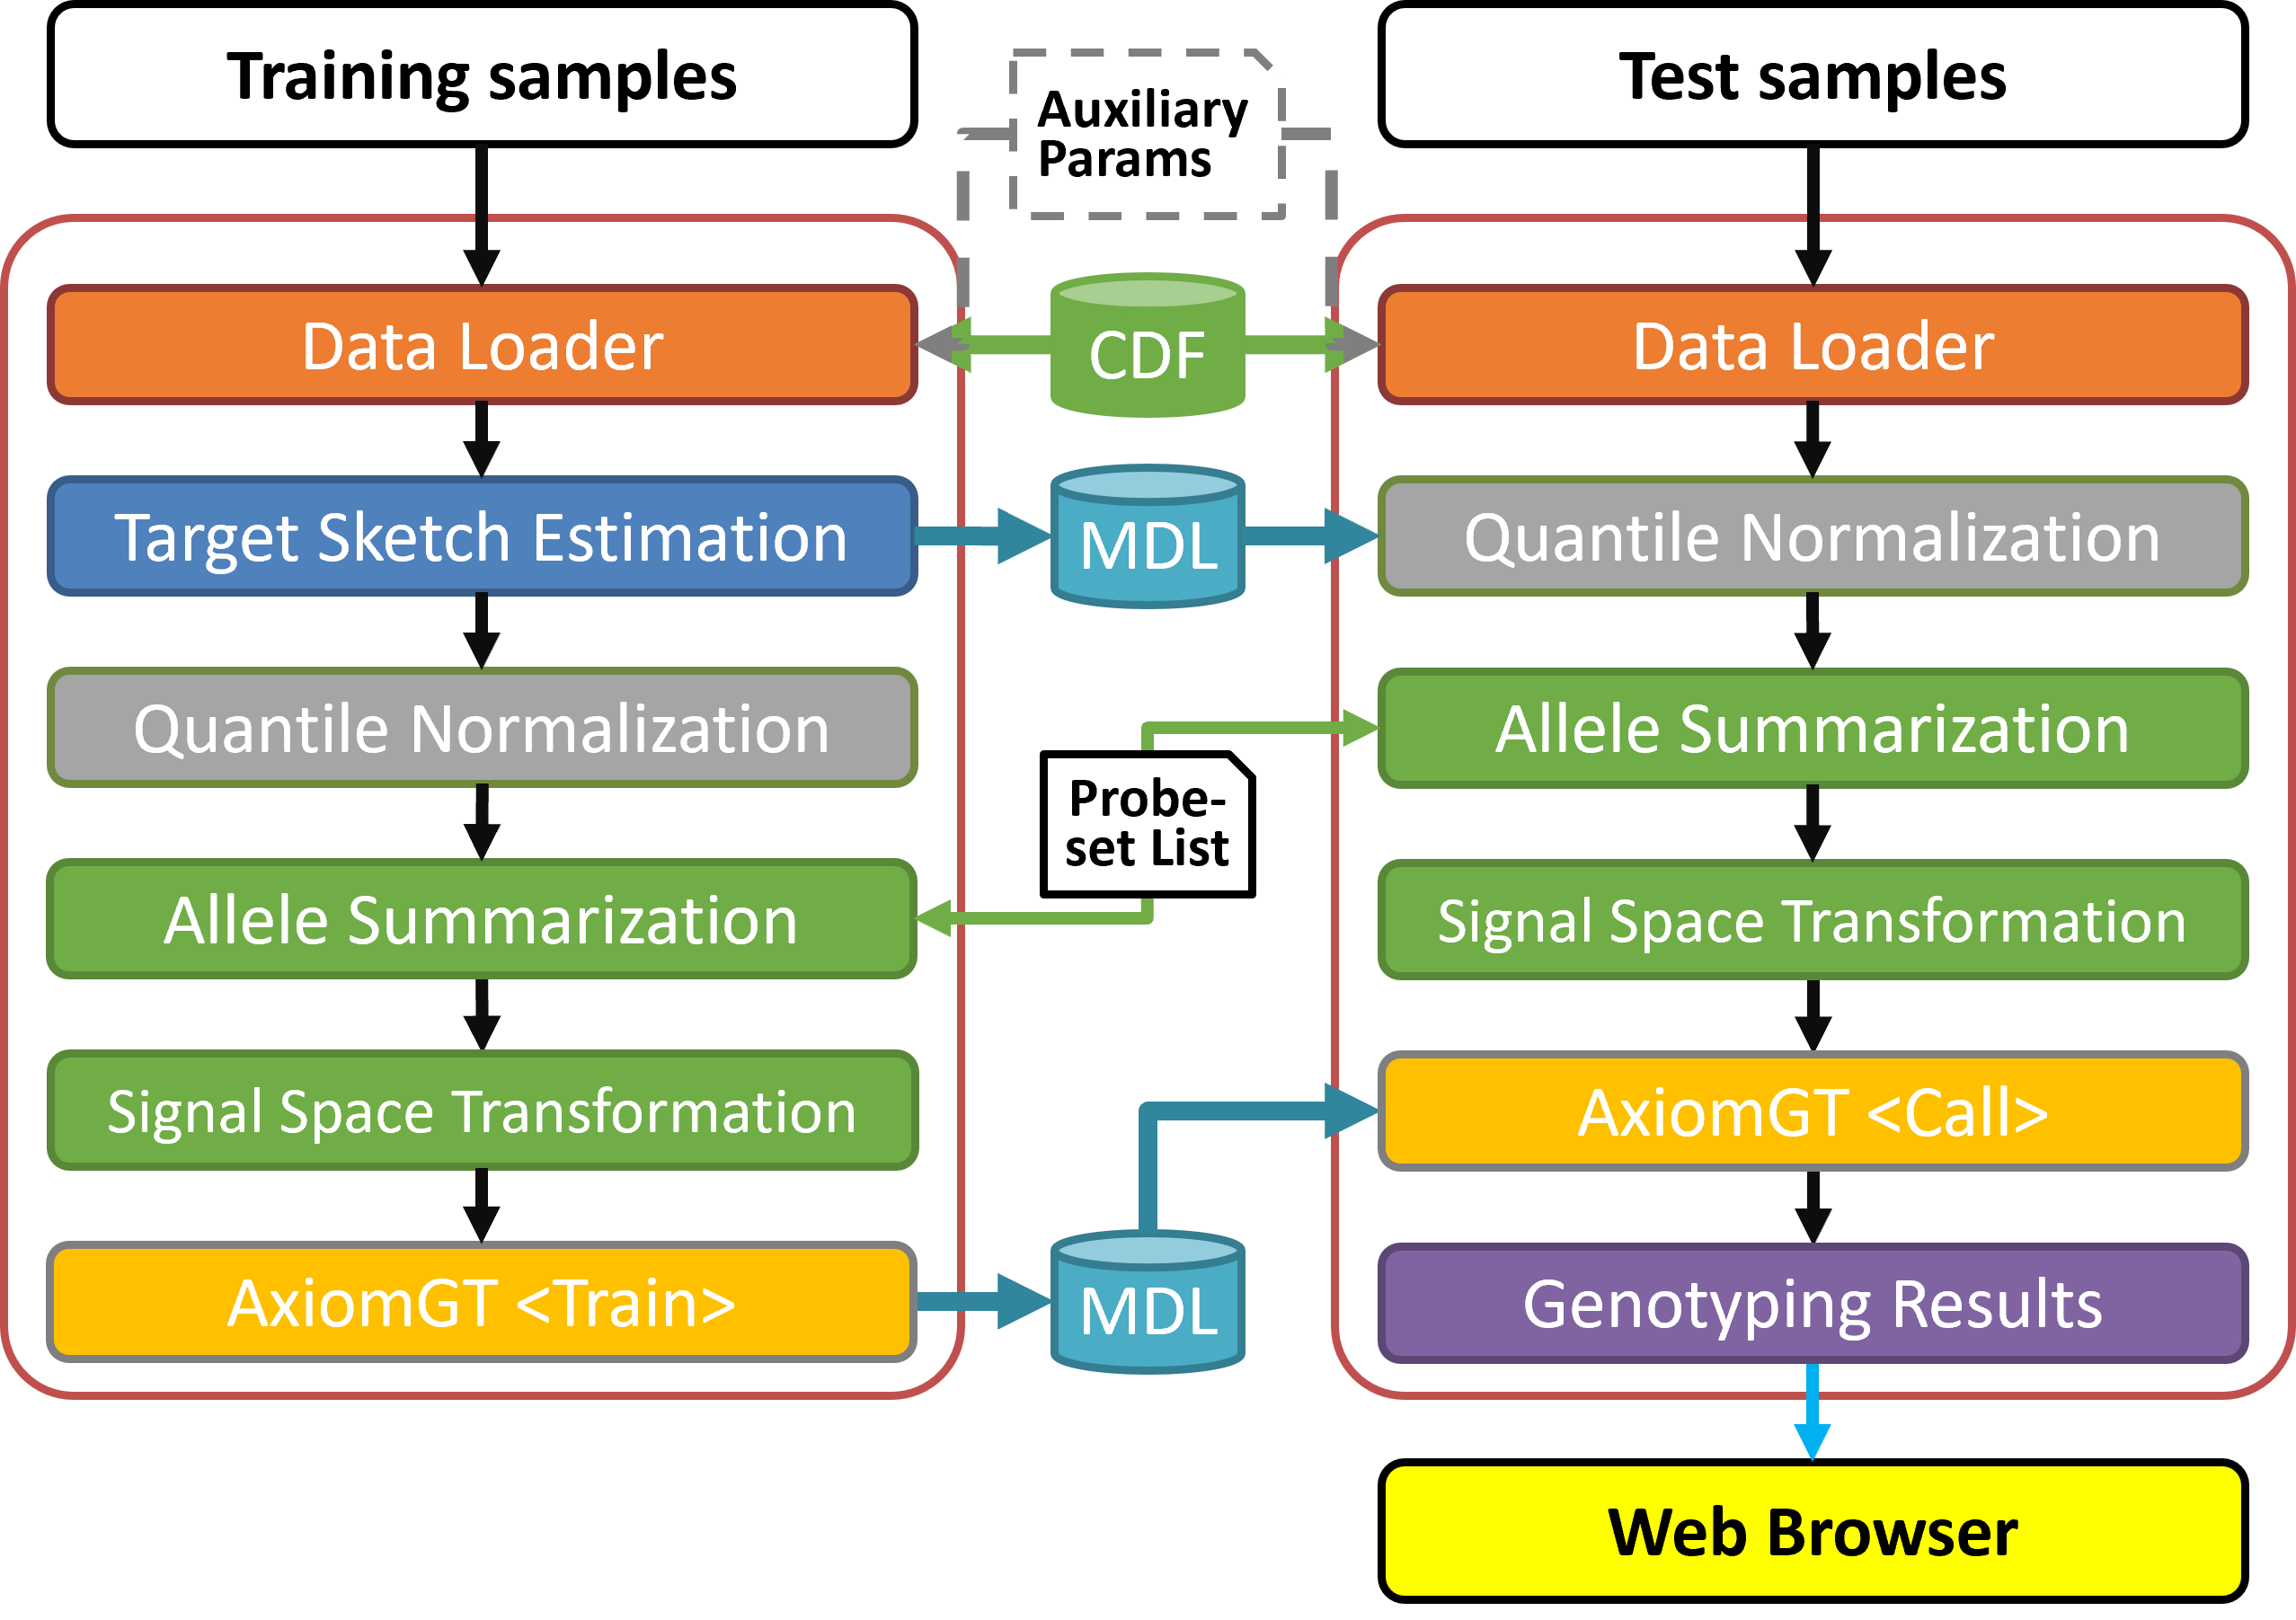 Training samples
Auxiliary
Params
Test samples
Data Loader
CDF
Data Loader
Target Sketch Estimation
MDL
Quantile Normalization
Quantile Normalization
Probe-
set List
Allele Summarization
Allele Summarization
Signal Space Transformation
Signal Space Transformation
AxiomGT <Call>
AxiomGT <Train>
MDL
Genotyping Results
Web Browser